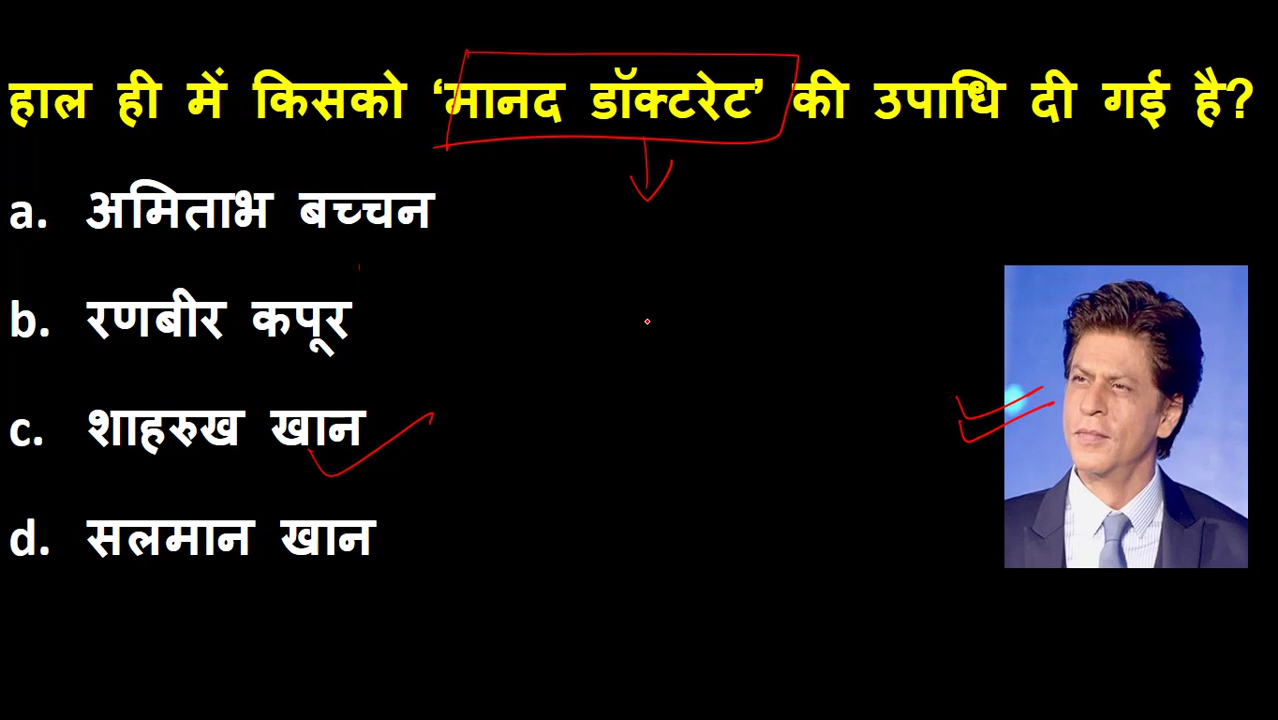 हाल ही में किसको ‘मानद डॉक्टरेट’ की उपाधि दी गई है?
a. अमिताभ बच्चन
b. रणबीर कपूर
c. शाहरुख खान
d. सलमान खान